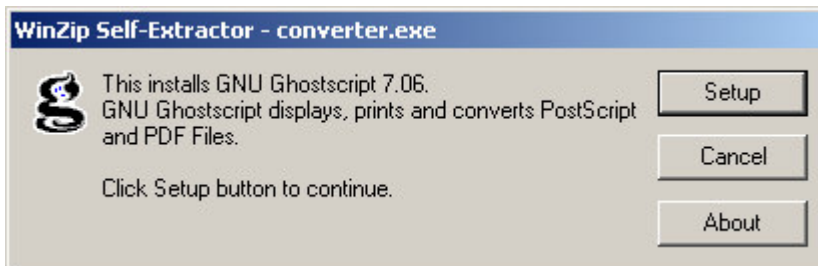 WinZip Self-Extractor - converter.exe
This installs GNU Ghostscript 7.06.
GNU Ghostscript displays, prints and converts PostScript
and PDF Files.
Click Setup button to continue.
Setup
Cancel
About